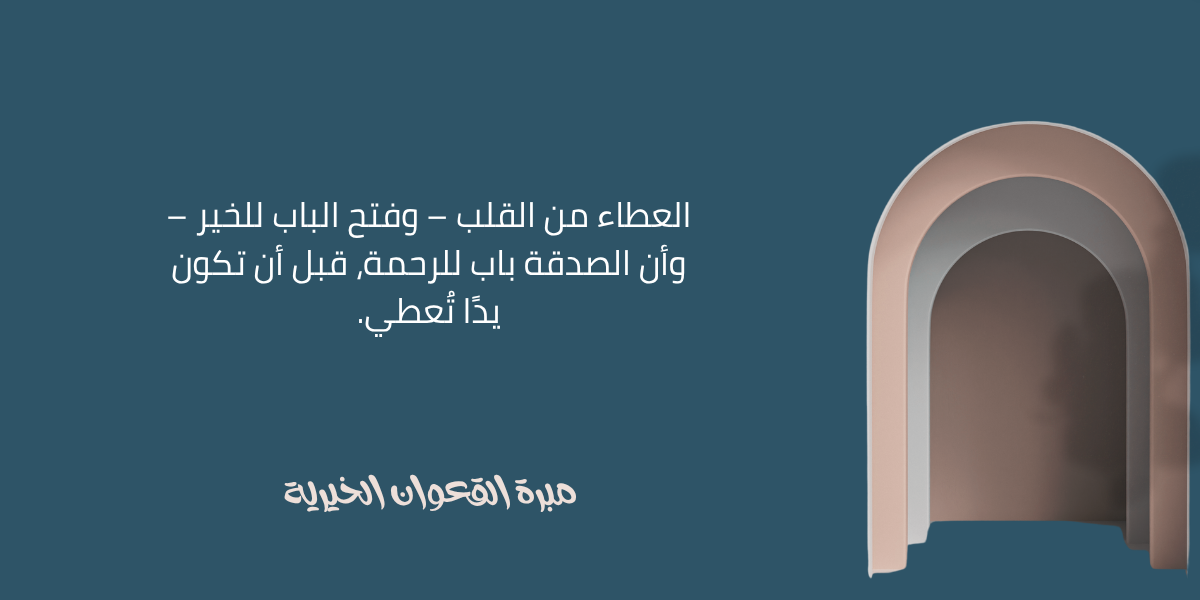 العطاء من القلب – وفتح الباب للخير –
وأن الصدقة باب للرحمة, قبل أن تكون
يدًا تُعطي.
مبرة القعوان الخيرية